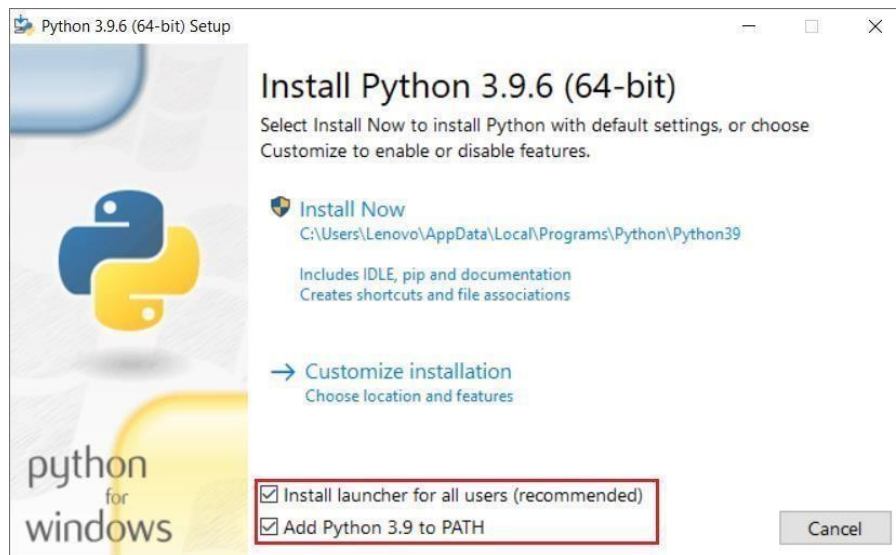 Python 3.9.6 (64-bit) Setup
Install Python 3.9.6 (64-bit)
Select Install Now to install Python with default settings, or choose
Customize to enable or disable features.
Install Now
C:\Users\Lenovo\AppData\Local\Programs\Python\Python39
Includes IDLE, pip and documentation
Creates shortcuts and file associations
Customize installation
Choose location and features
python
for
windows
Install launcher for all users (recommended)
Add Python 3.9 to PATH
Cancel